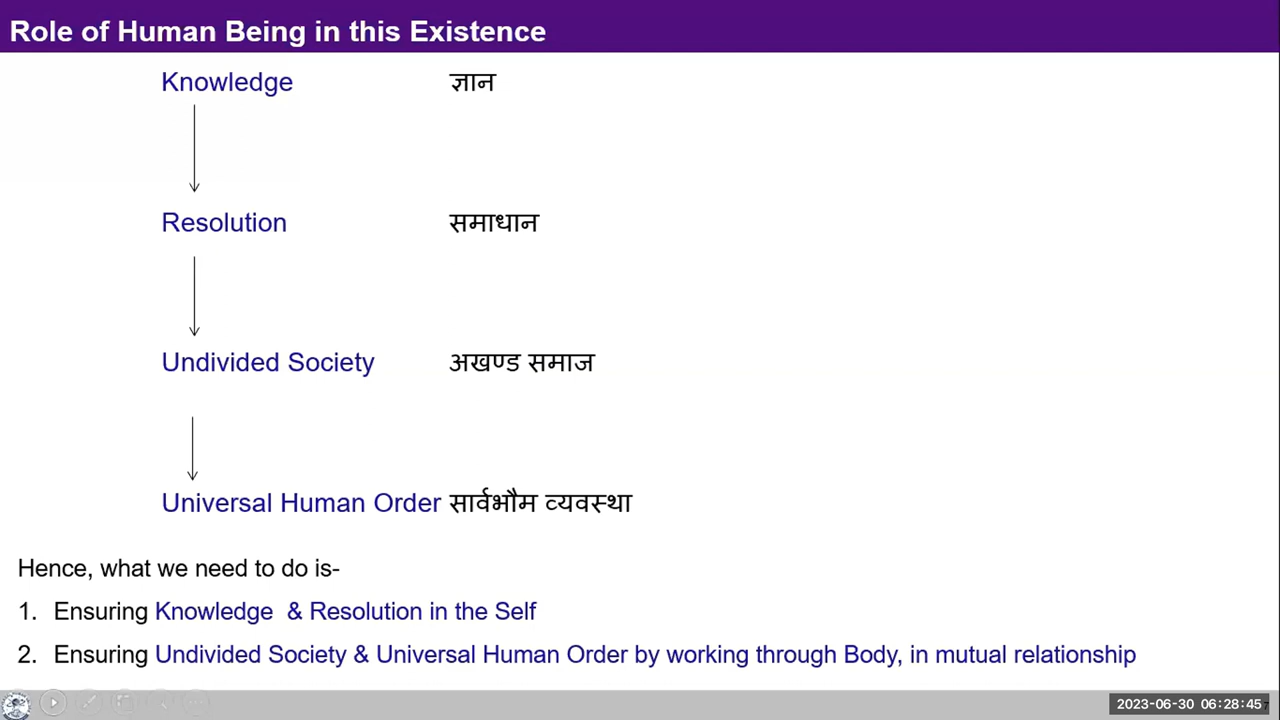 Role of Human Being in this Existence
Knowledge ज्ञान
Resolution समाधान
Undivided Society अखण्ड समाज
Universal Human Order सार्वभौम व्यवस्था
Hence, what we need to do is-
1. Ensuring Knowledge & Resolution in the Self
2. Ensuring Undivided Society & Universal Human Order by working through Body, in mutual relationship
2023-06-30 06:28:45